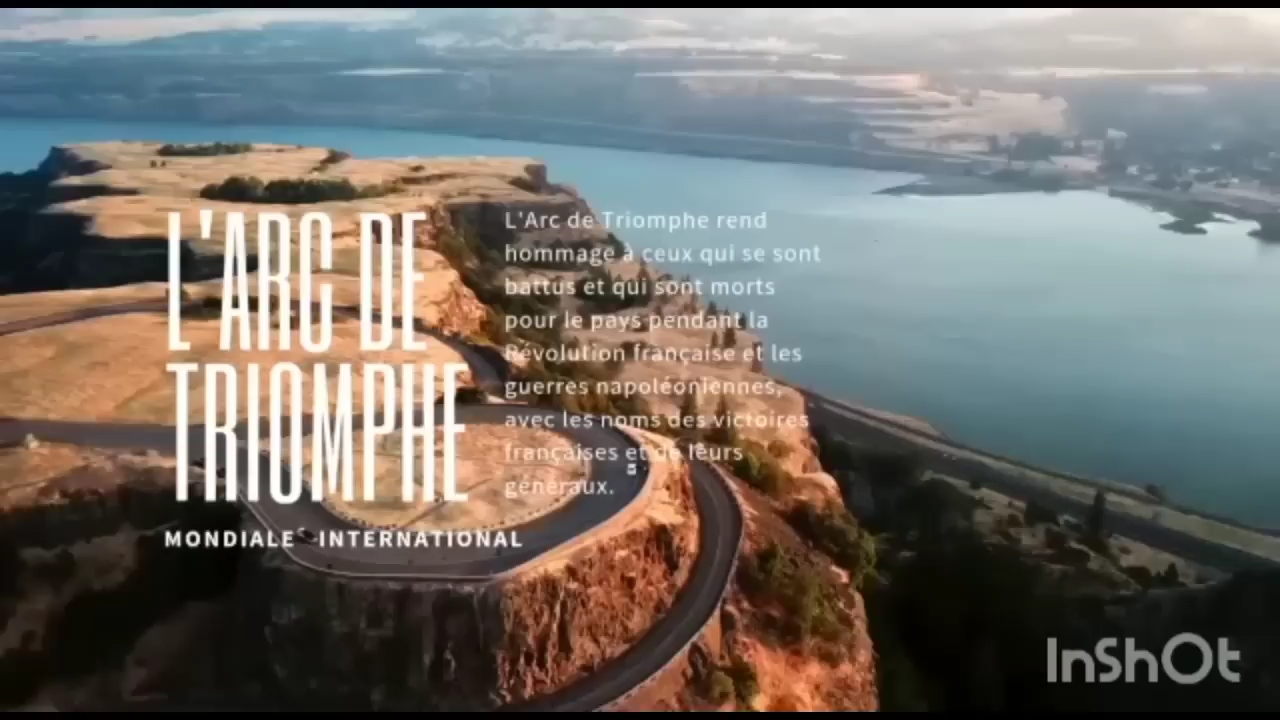 L'ARC DE
TRIOMPHE
MONDIALE INTERNATIONAL
L'Arc de Triomphe rend
hommage à ceux qui se sont
battus et qui sont morts
pour le pays pendant la
Révolution française et les
guerres napoléoniennes,
avec les noms des victoires
françaises et de leurs
généraux.
InShOt